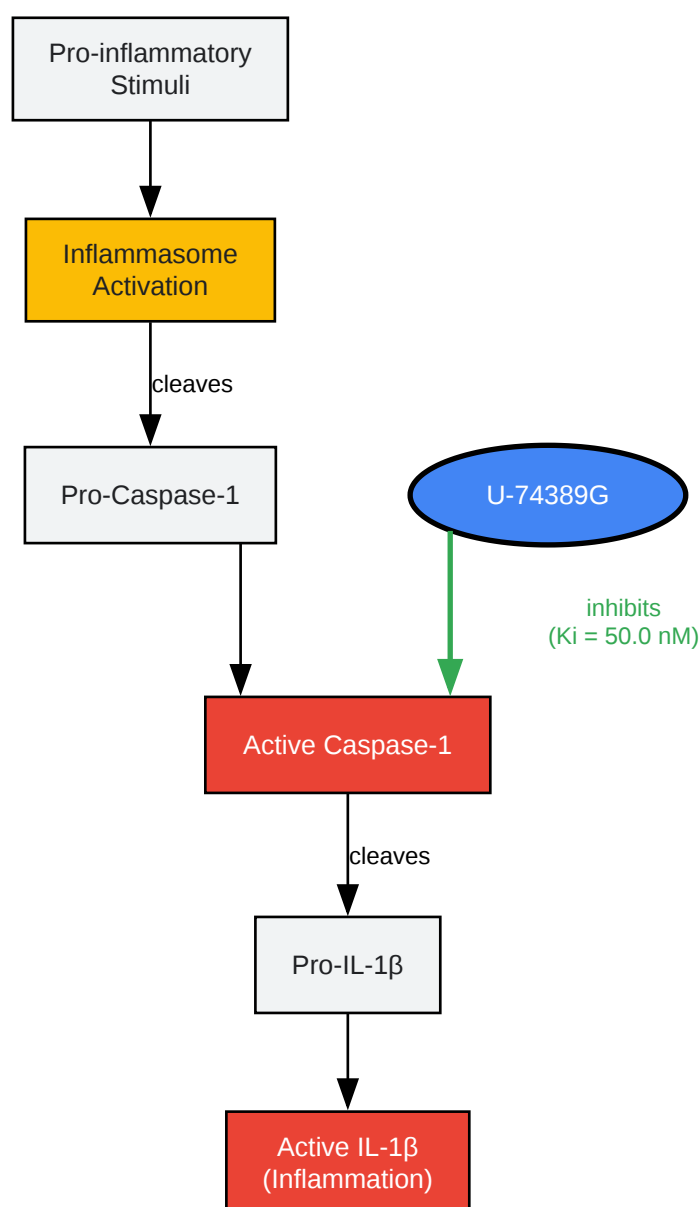 Pro-inflammatory
Stimuli
Inflammasome
Activation
cleaves
Pro-Caspase-1
U-74389G
inhibits
(Ki = 50.0 nM)
Active Caspase-1
cleaves
Pro-IL-1β
Active IL-1β
(Inflammation)